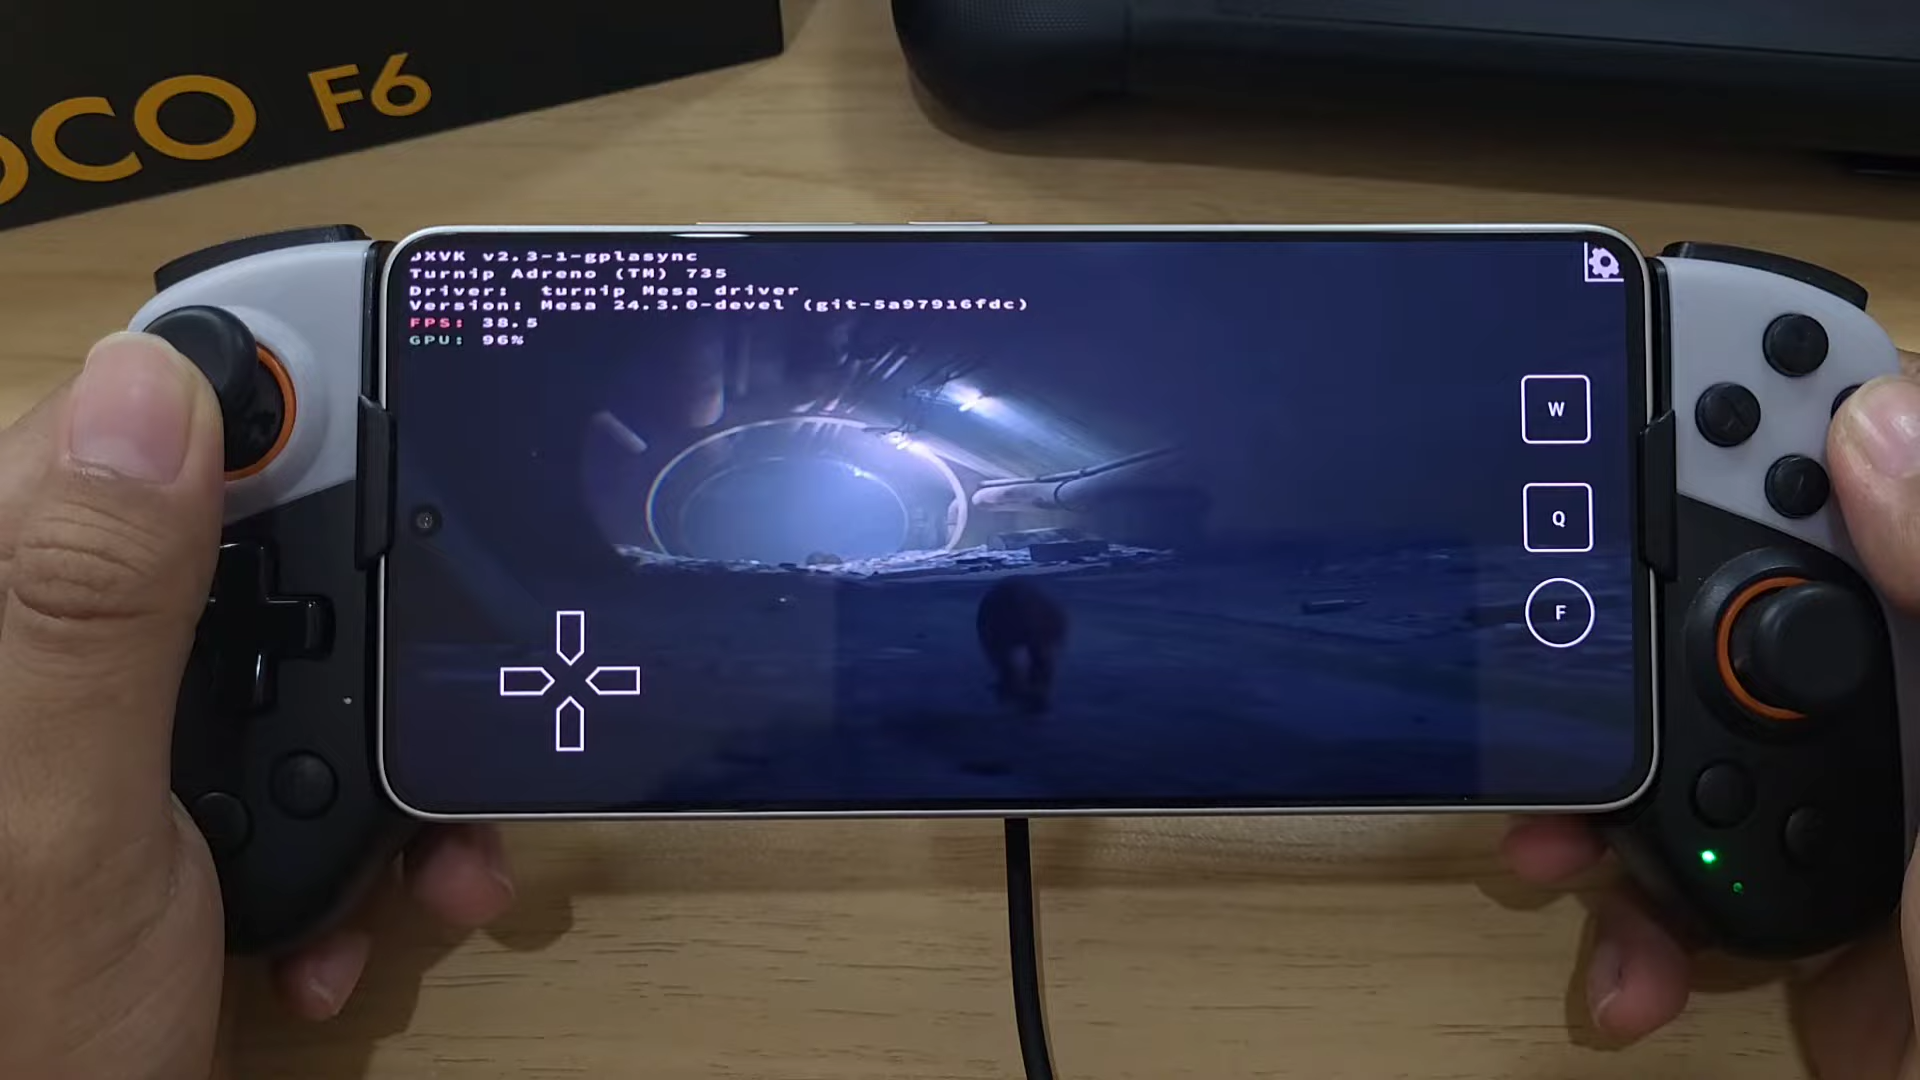 OCO F6
DXVK v2.3-1-gplasync
Turnip Adreno (TM) 735
Driver: turnip Mesa driver
Version: Mesa 24.3.0-devel (git-5a97916fdc)
FPS: 38.5
GPU: 96%
W
Q
F